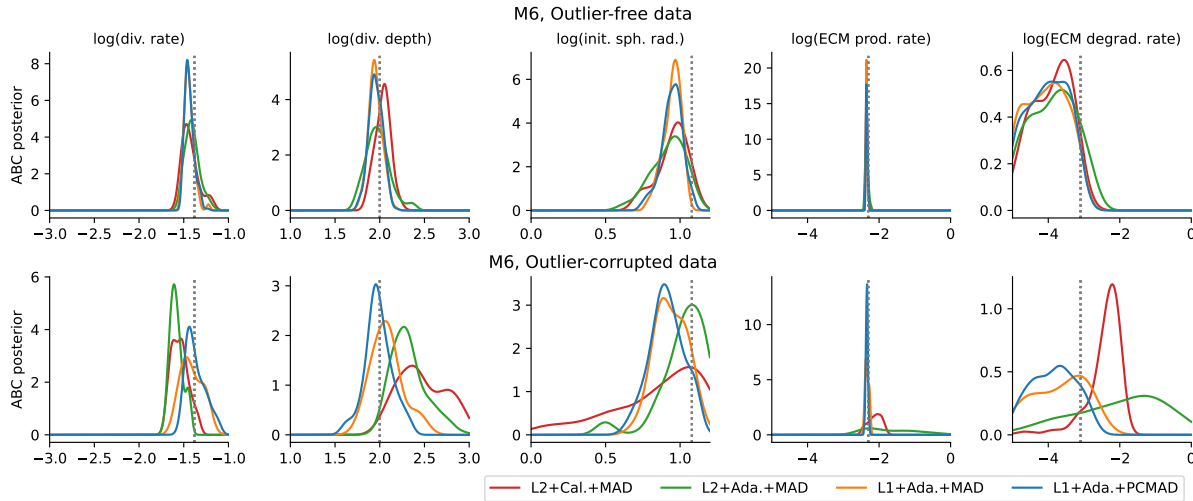 M6, Outlier-free data
log(div. rate)
log(div. depth)
log(init. sph. rad.)
log(ECM prod. rate)
log(ECM degrad. rate)
ABC posterior
8
6
4
2
0
−3.0 −2.5 −2.0 −1.5 −1.0
4
2
0
1.0 1.5 2.0 2.5 3.0
6
4
2
0
0.5 1.0
20
15
10
5
0
−4 −2 0
0.6
0.4
0.2
0.0
−4 −2 0
M6, Outlier-corrupted data
ABC posterior
6
4
2
0
−3.0 −2.5 −2.0 −1.5 −1.0
3
2
1
0
1.0 1.5 2.0 2.5 3.0
3
2
1
0
0.0 0.5 1.0
10
5
0
−4 −2 0
1.0
0.5
0.0
−4 −2 0
L2+Cal.+MAD L2+Ada.+MAD L1+Ada.+MAD L1+Ada.+PCMAD